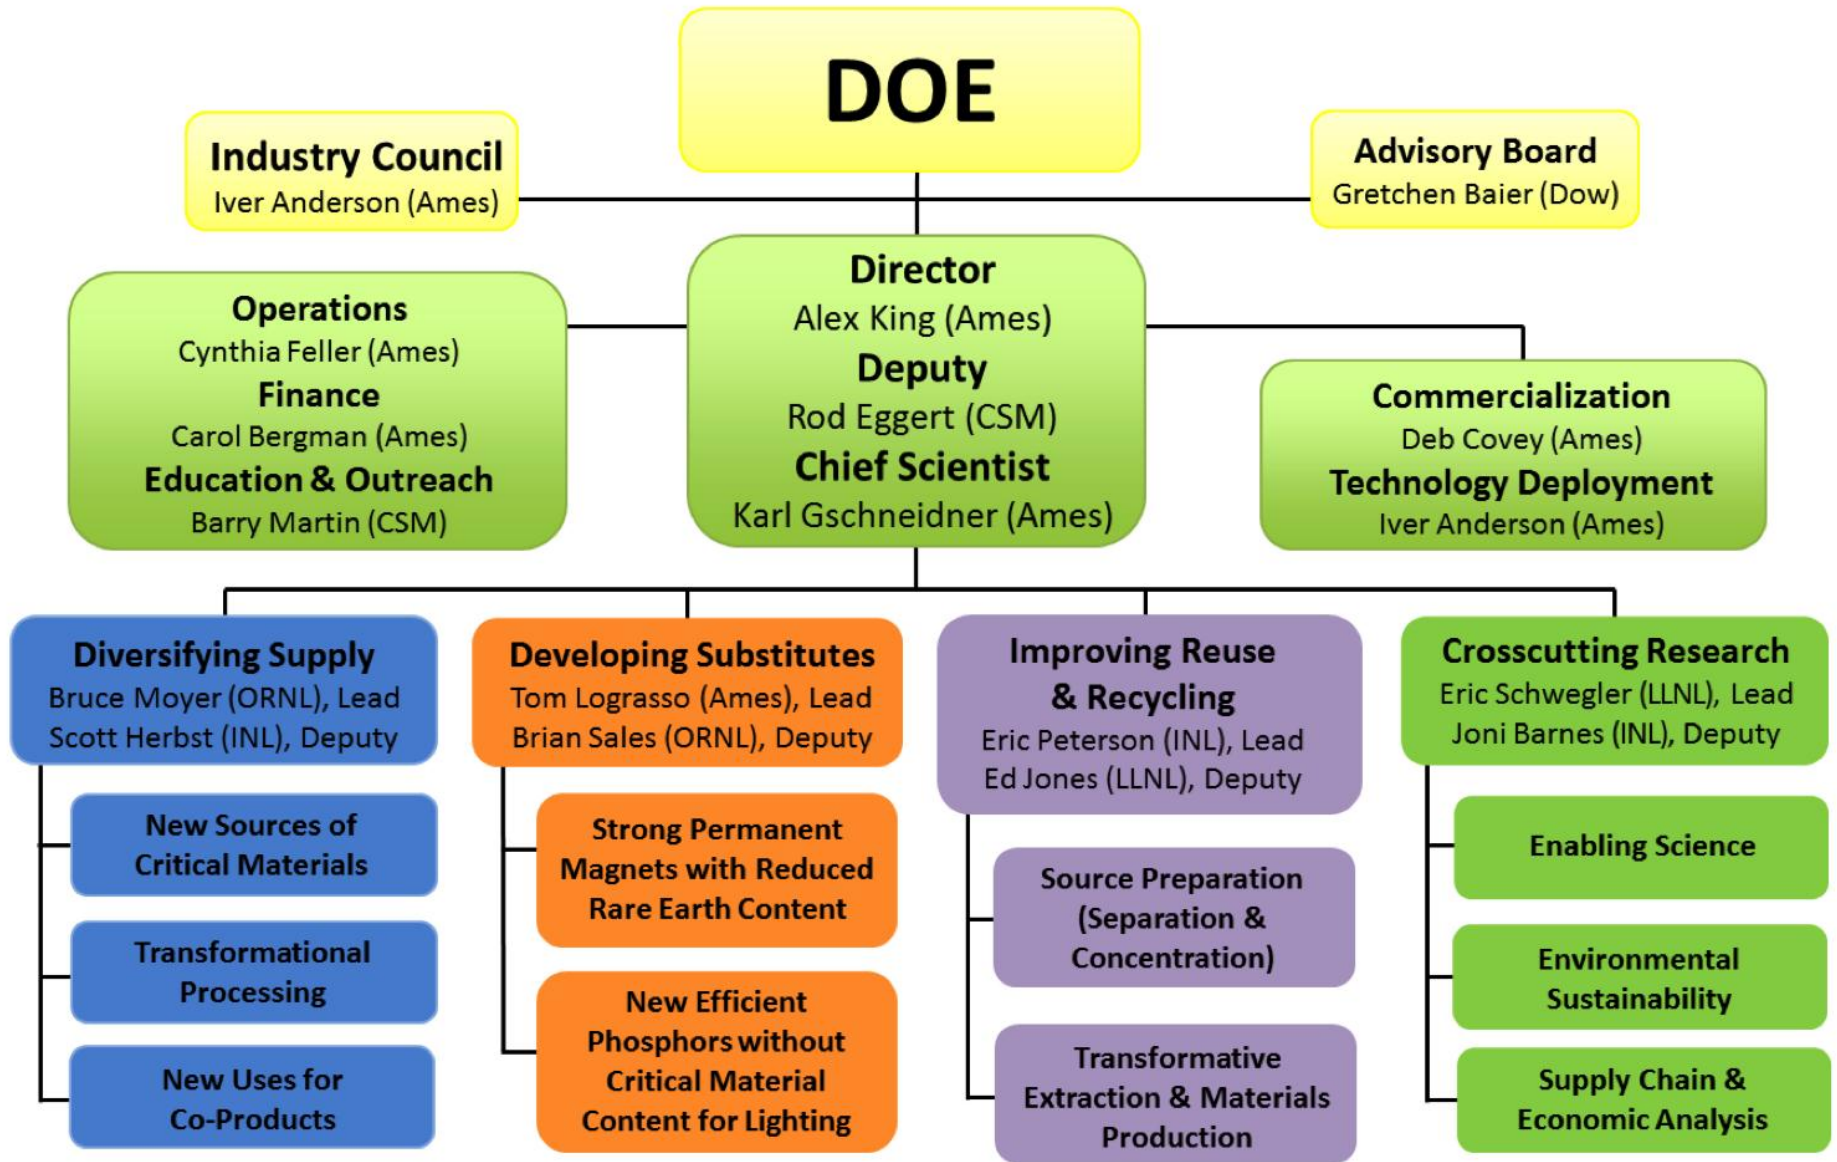 DOE
Industry Council
Iver Anderson (Ames)
Advisory Board
Gretchen Baier (Dow)
Operations
Cynthia Feller (Ames)
Finance
Carol Bergman (Ames)
Education & Outreach
Barry Martin (CSM)
Director
Alex King (Ames)
Deputy
Rod Eggert (CSM)
Chief Scientist
Karl Gschneidner (Ames)
Commercialization
Deb Covey (Ames)
Technology Deployment
Iver Anderson (Ames)
Diversifying Supply
Bruce Moyer (ORNL), Lead
Scott Herbst (INL), Deputy
New Sources of
Critical Materials
Transformational
Processing
New Uses for
Co-Products
Developing Substitutes
Tom Lograsso (Ames), Lead
Brian Sales (ORNL), Deputy
Strong Permanent
Magnets with Reduced
Rare Earth Content
New Efficient
Phosphors without
Critical Material
Content for Lighting
Improving Reuse
& Recycling
Eric Peterson (INL), Lead
Ed Jones (LLNL), Deputy
Source Preparation
(Separation &
Concentration)
Transformative
Extraction & Materials
Production
Crosscutting Research
Eric Schwegler (LLNL), Lead
Joni Barnes (INL), Deputy
Enabling Science
Environmental
Sustainability
Supply Chain &
Economic Analysis